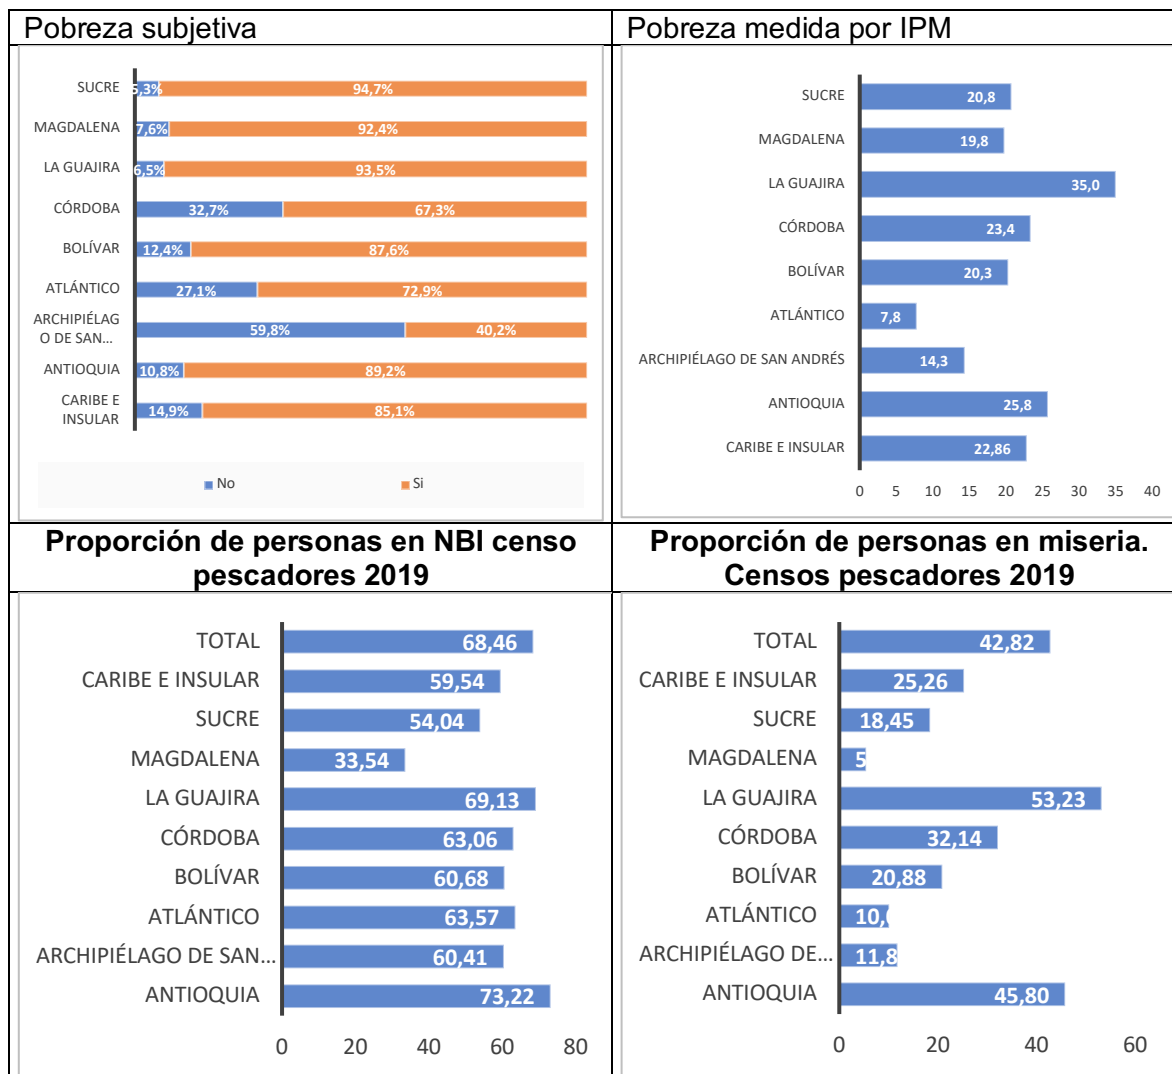 Pobreza subjetiva
SUCRE 5,3% 94,7%
MAGDALENA 7,6% 92,4%
LA GUAJIRA 6,5% 93,5%
CÓRDOBA 32,7% 67,3%
BOLÍVAR 12,4% 87,6%
ATLÁNTICO 27,1% 72,9%
ARCHIPIÉLAG
O DE SAN... 59,8% 40,2%
ANTIOQUIA 10,8% 89,2%
CARIBE E
INSULAR 14,9% 85,1%
No Si
Pobreza medida por IPM
SUCRE 20,8
MAGDALENA 19,8
LA GUAJIRA 35,0
CÓRDOBA 23,4
BOLÍVAR 20,3
ATLÁNTICO 7,8
ARCHIPIÉLAGO DE SAN ANDRÉS 14,3
ANTIOQUIA 25,8
CARIBE E INSULAR 22,86
0 5 10 15 20 25 30 35 40
Proporción de personas en NBI censo
pescadores 2019
TOTAL 68,46
CARIBE E INSULAR 59,54
SUCRE 54,04
MAGDALENA 33,54
LA GUAJIRA 69,13
CÓRDOBA 63,06
BOLÍVAR 60,68
ATLÁNTICO 63,57
ARCHIPIÉLAGO DE SAN... 60,41
ANTIOQUIA 73,22
0 20 40 60 80
Proporción de personas en miseria.
Censos pescadores 2019
TOTAL 42,82
CARIBE E INSULAR 25,26
SUCRE 18,45
MAGDALENA 5
LA GUAJIRA 53,23
CÓRDOBA 32,14
BOLÍVAR 20,88
ATLÁNTICO 10,
ARCHIPIÉLAGO DE... 11,8
ANTIOQUIA 45,80
0 20 40 60